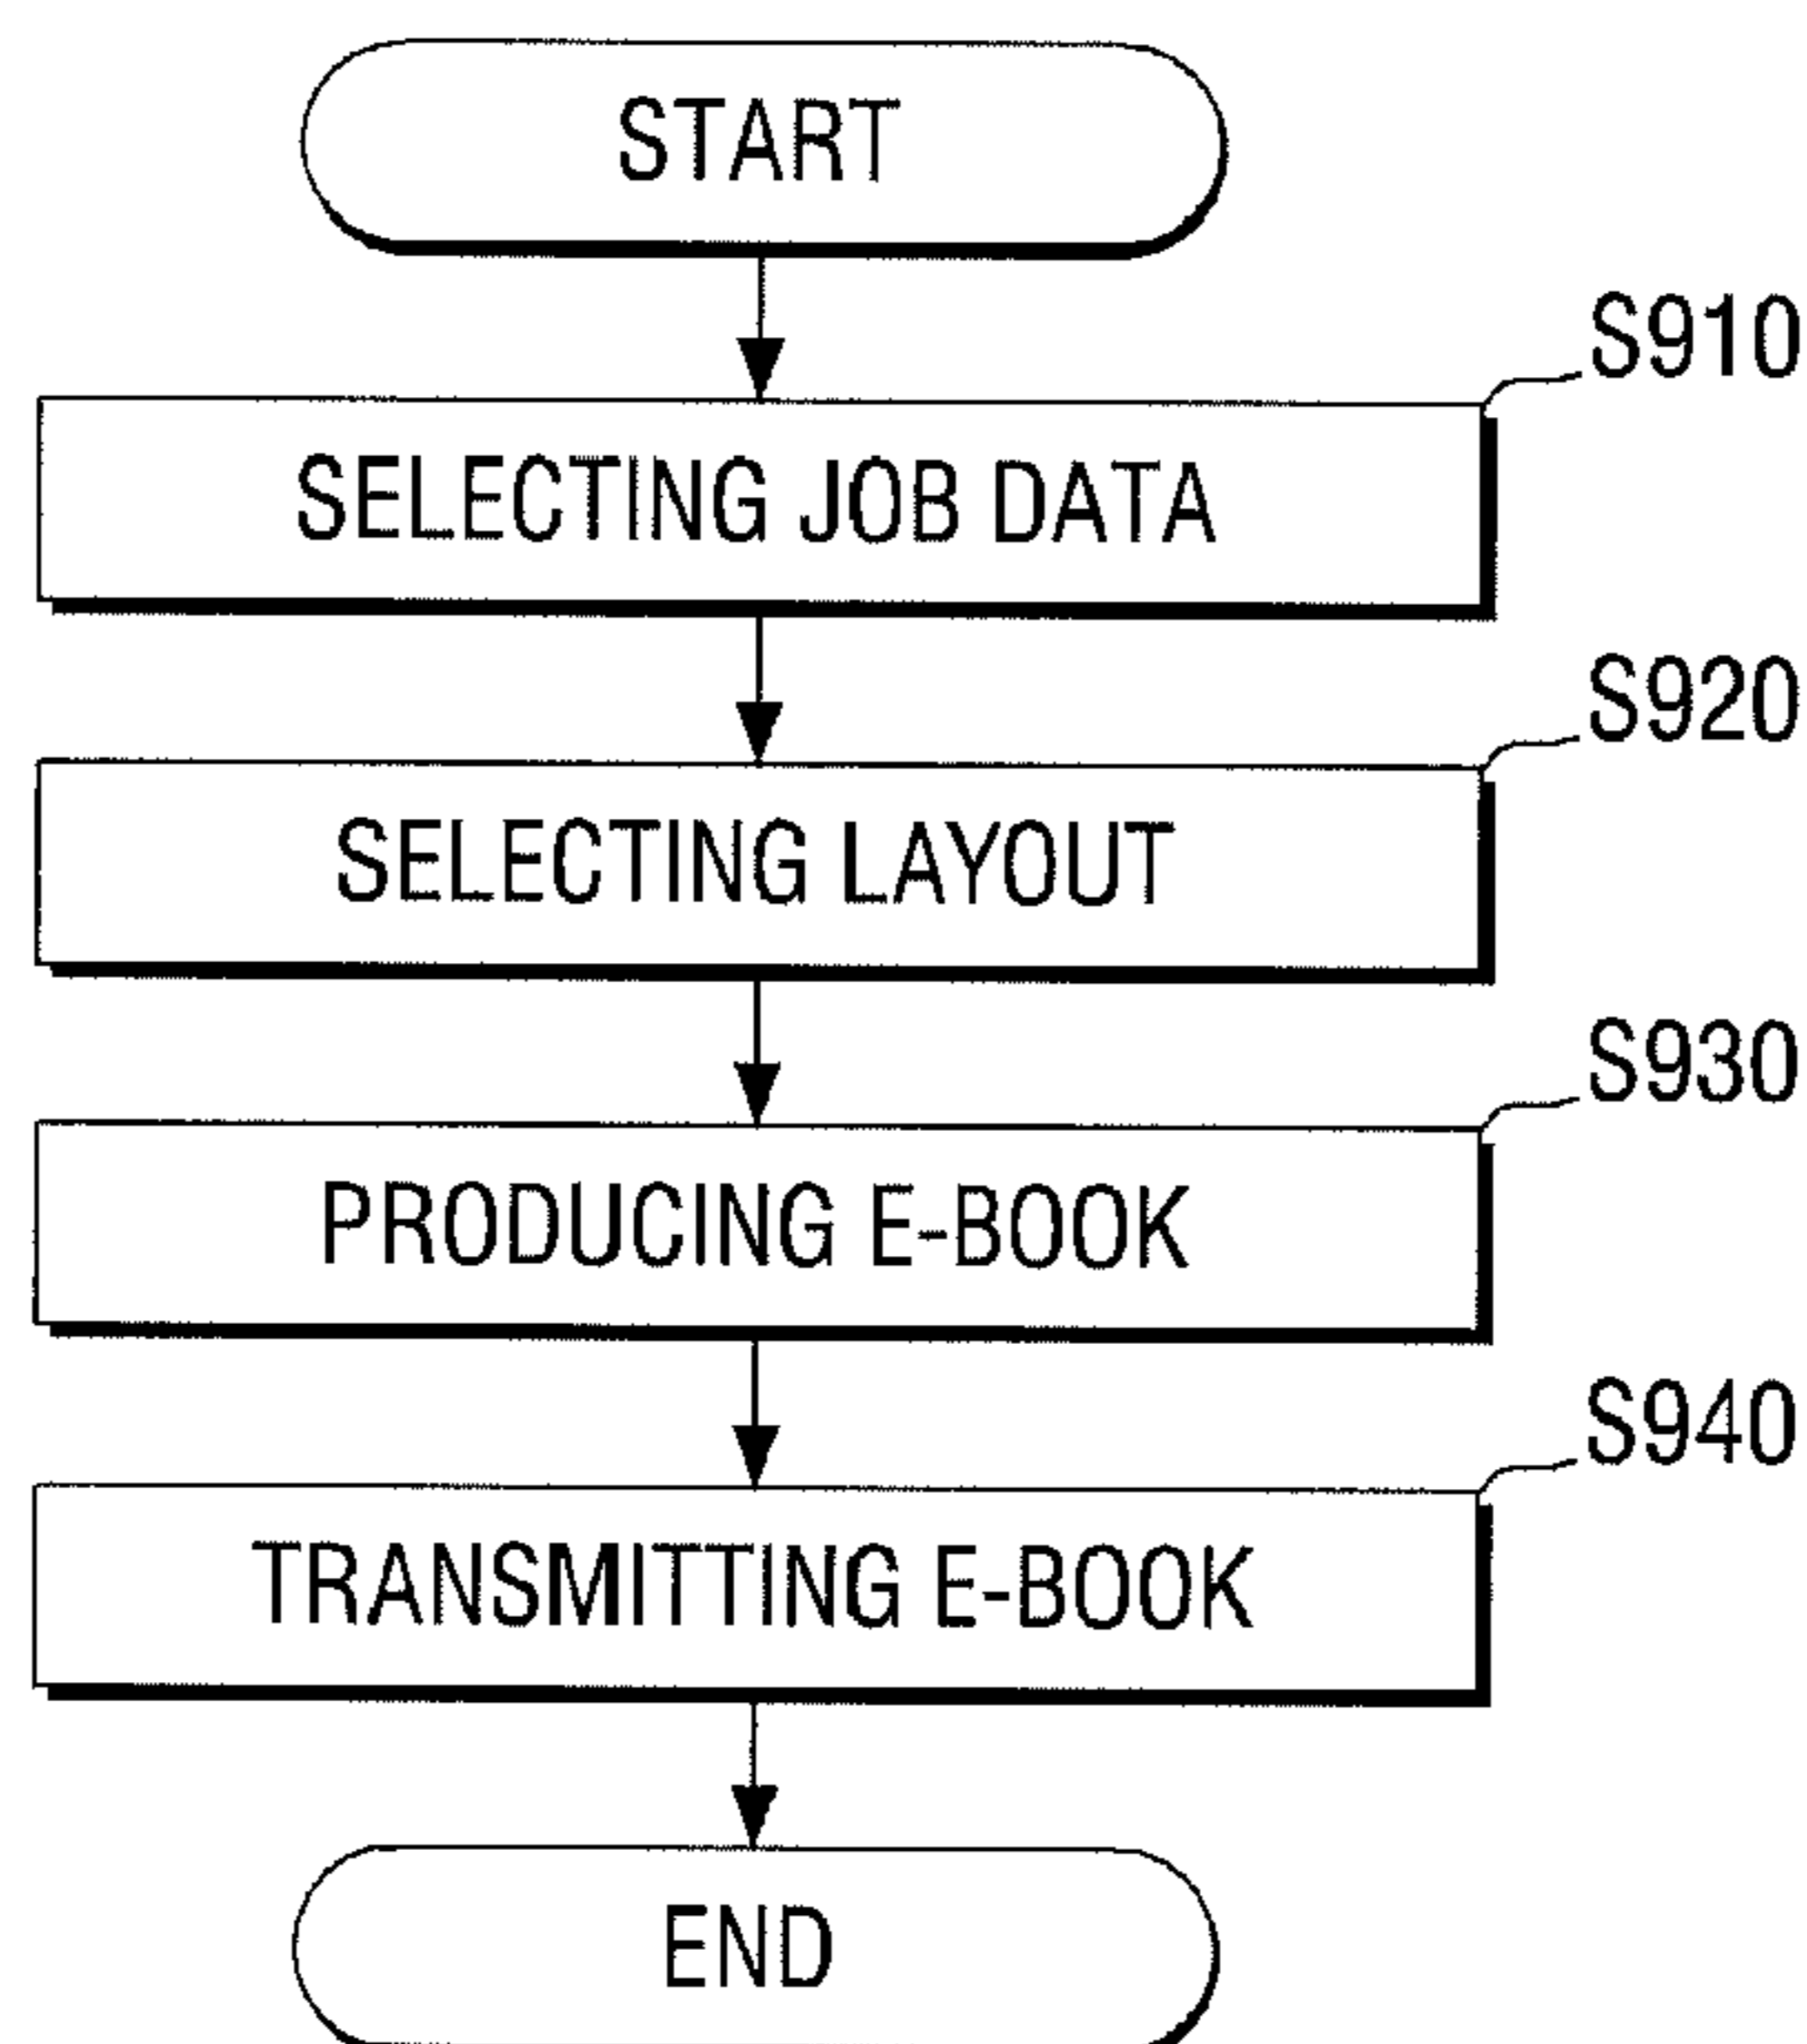 START
S910
SELECTING JOB DATA
S920
SELECTING LAYOUT
S930
PRODUCING E-BOOK
S940
TRANSMITTING E-BOOK
END